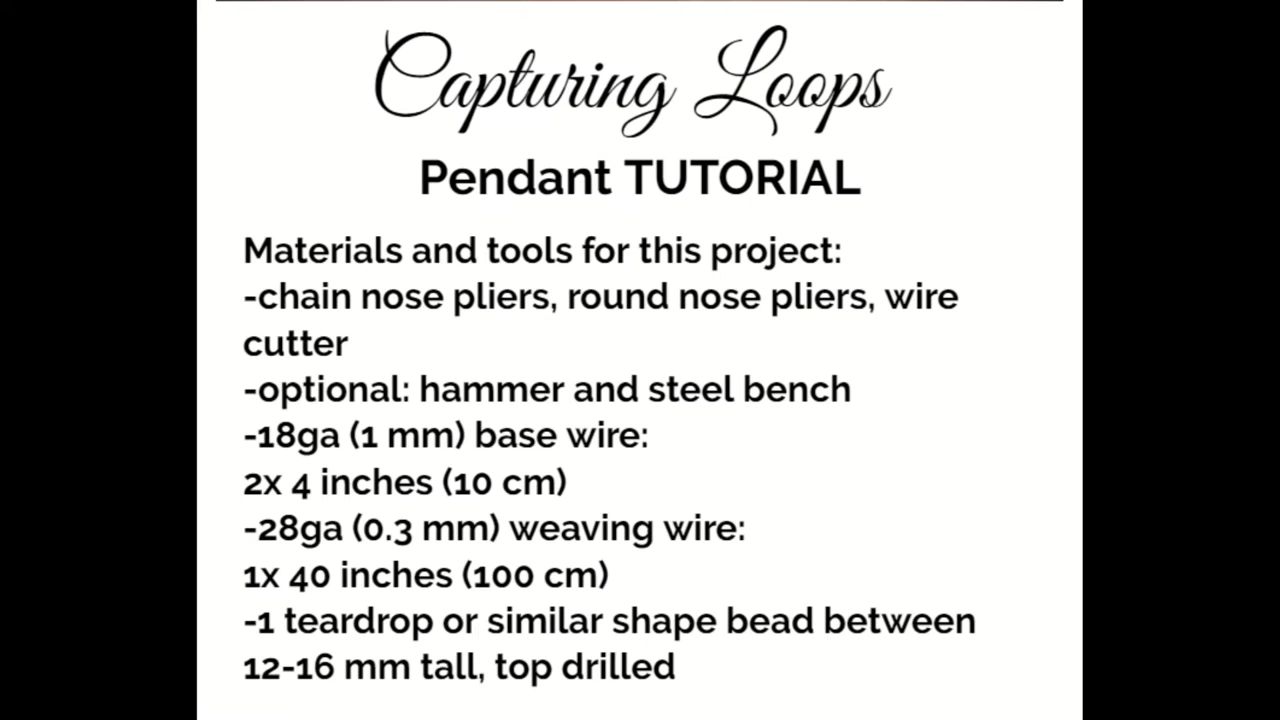 Capturing Loops
Pendant TUTORIAL
Materials and tools for this project:
-chain nose pliers, round nose pliers, wire
cutter
-optional: hammer and steel bench
-18ga (1 mm) base wire:
2x 4 inches (10 cm)
-28ga (0.3 mm) weaving wire:
1x 40 inches (100 cm)
-1 teardrop or similar shape bead between
12-16 mm tall, top drilled